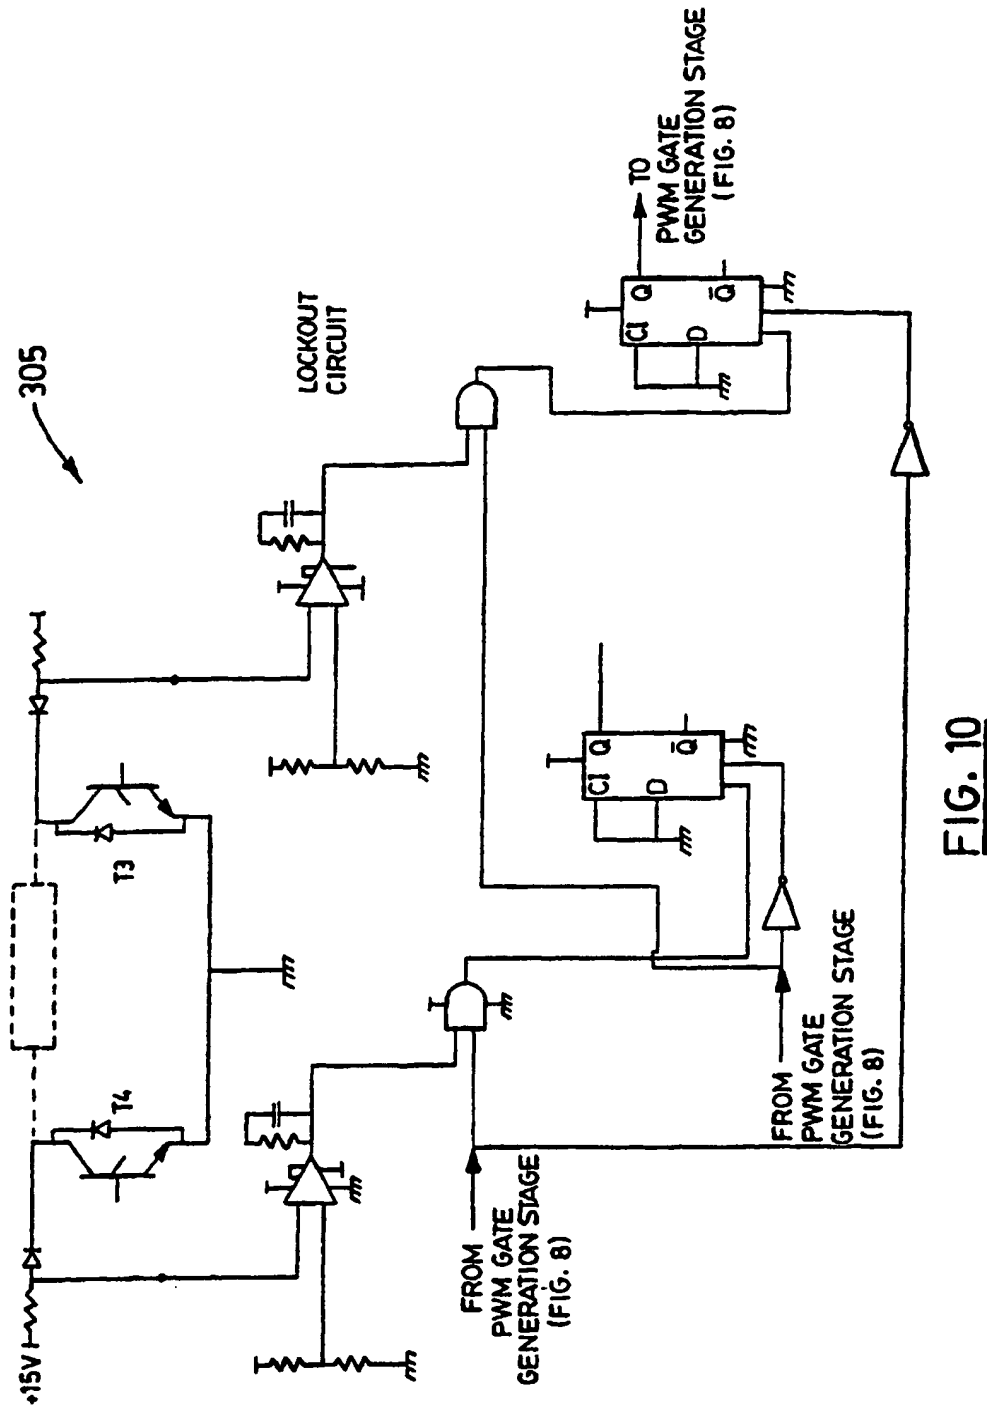 305
LOCKOUT
CIRCUIT
+15V
T4
T3
FROM
PWM GATE
GENERATION STAGE
(FIG. 8)
FROM
PWM GATE
GENERATION STAGE
(FIG. 8)
Cl
Q
D
Q̅
Cl
Q
D
Q̅
TO
PWM GATE
GENERATION STAGE
(FIG. 8)
FIG. 10